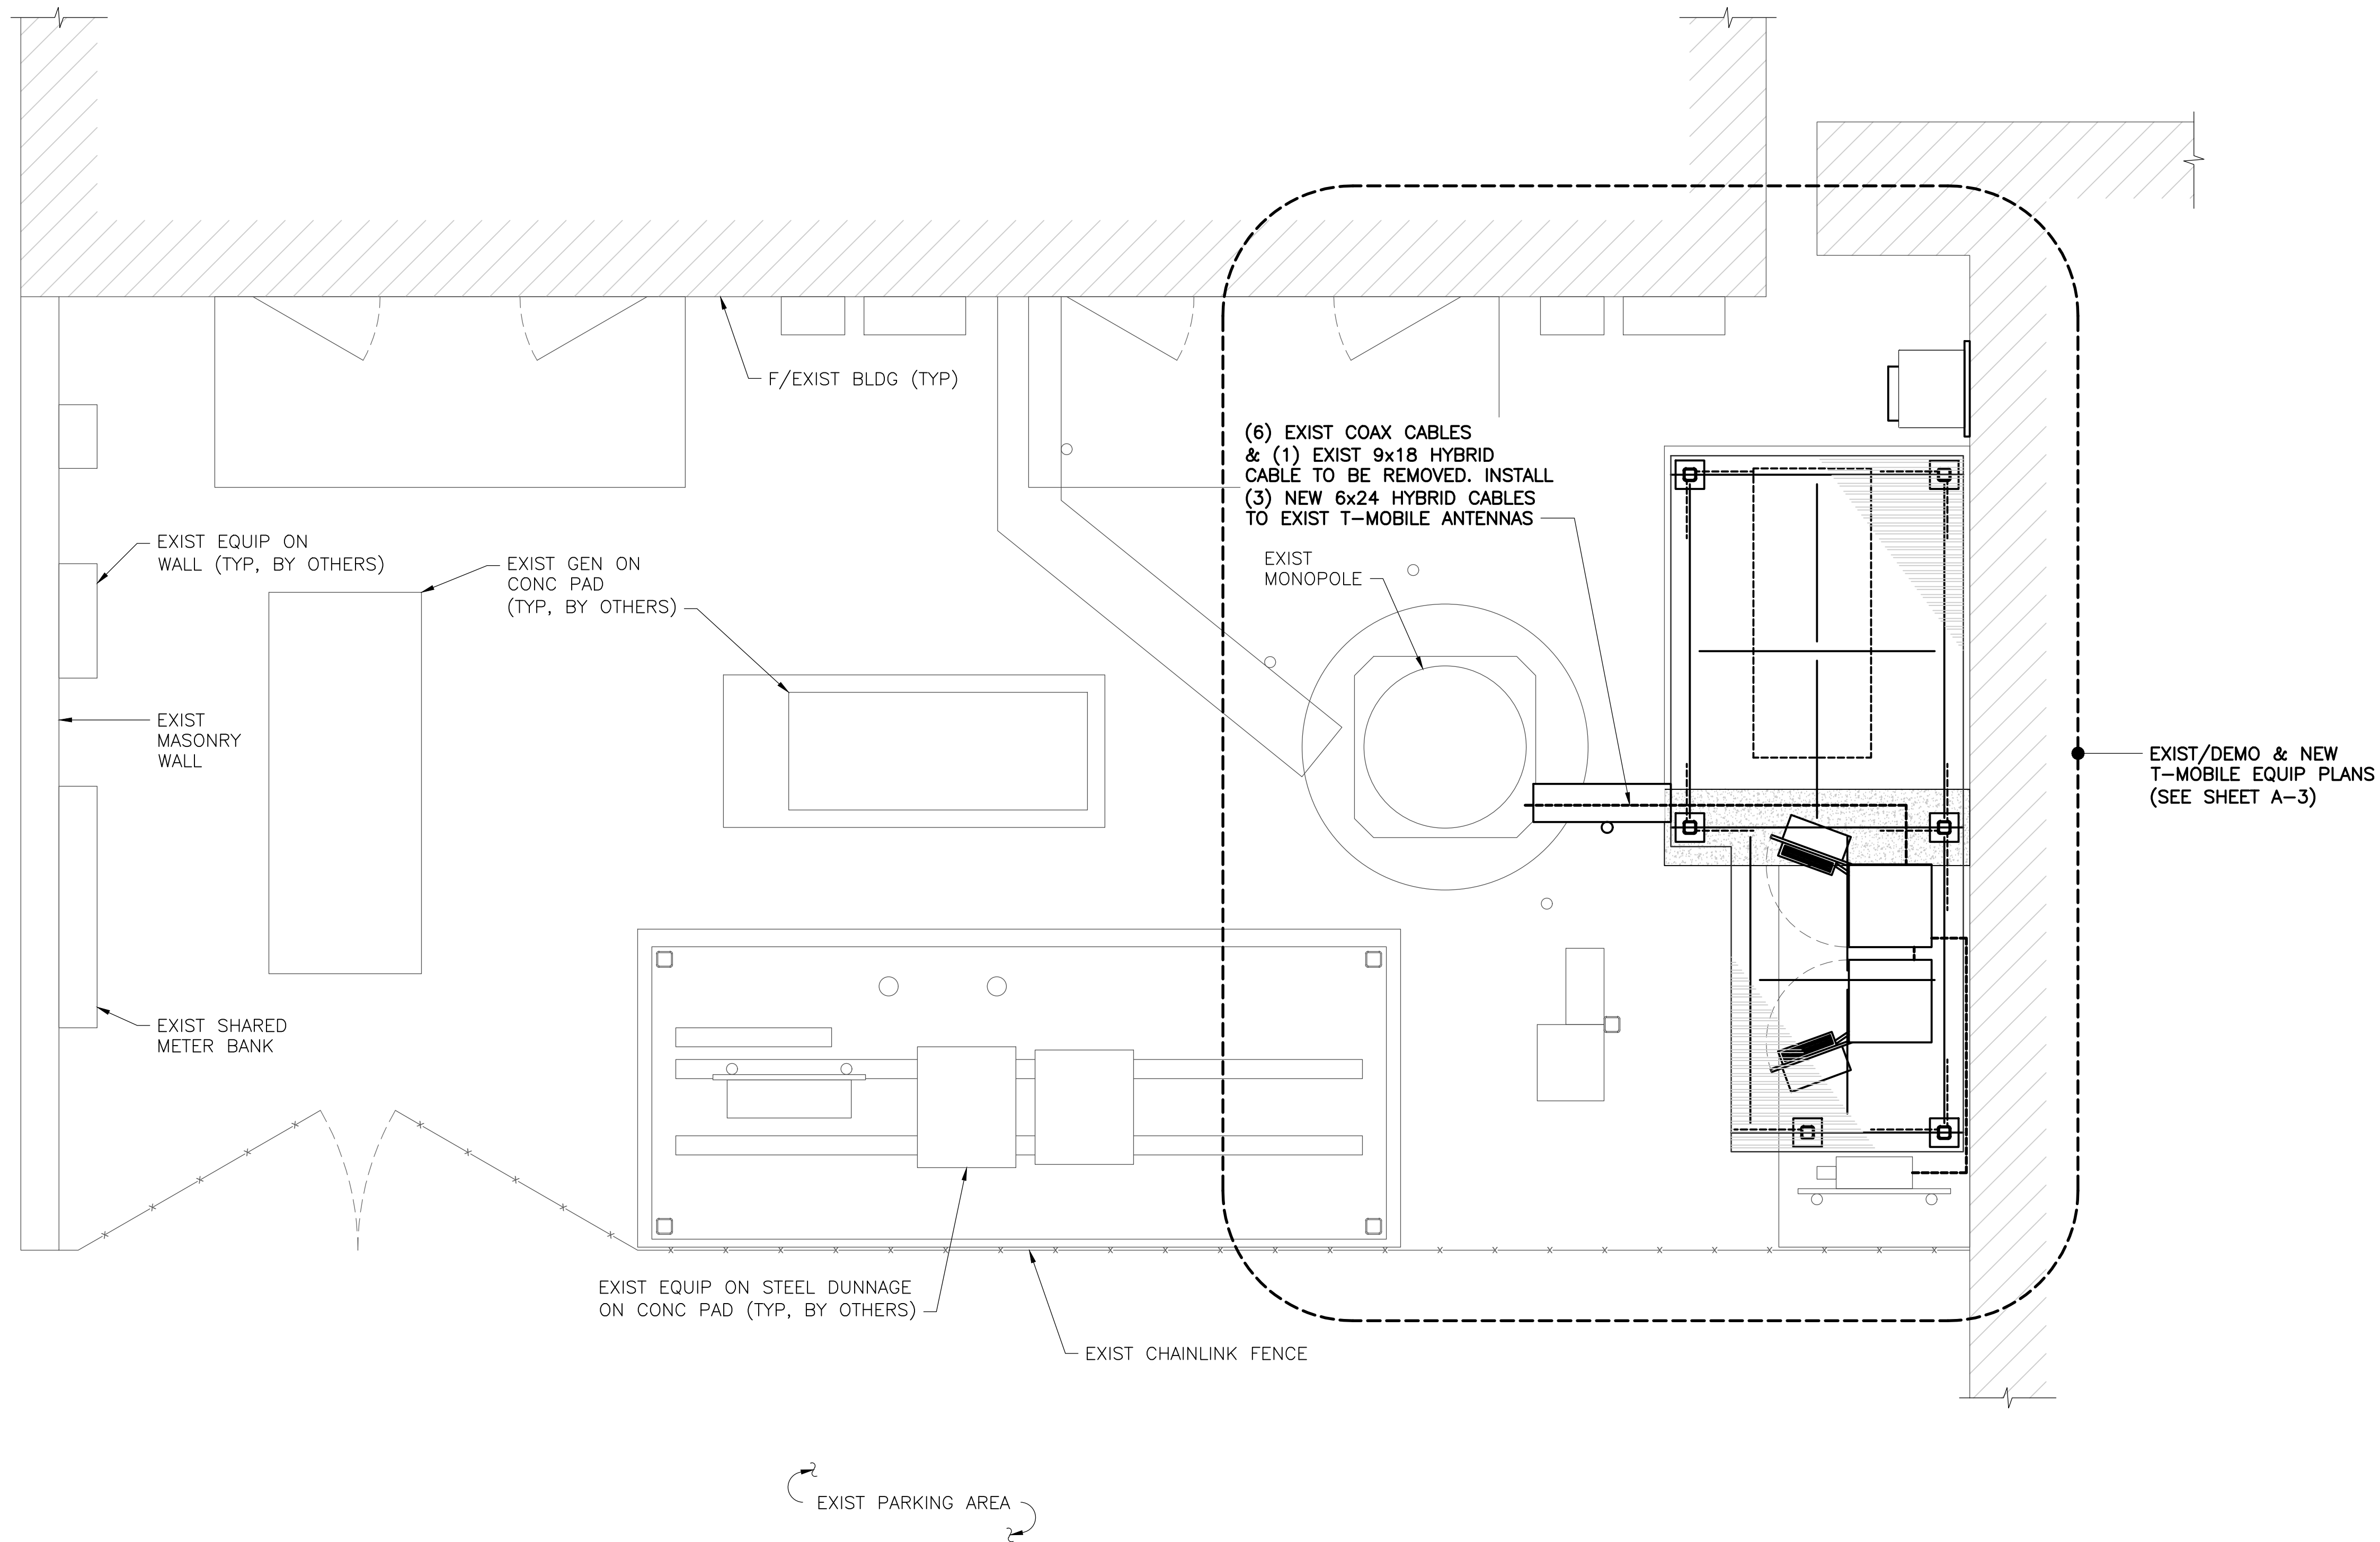 F/EXIST BLDG (TYP)
(6) EXIST COAX CABLES
& (1) EXIST 9x18 HYBRID
CABLE TO BE REMOVED. INSTALL
(3) NEW 6x24 HYBRID CABLES
TO EXIST T-MOBILE ANTENNAS
EXIST
MONOPOLE
EXIST EQUIP ON
WALL (TYP, BY OTHERS)
EXIST GEN ON
CONC PAD
(TYP, BY OTHERS)
EXIST
MASONRY
WALL
EXIST/DEMO & NEW
T-MOBILE EQUIP PLANS
(SEE SHEET A-3)
EXIST SHARED
METER BANK
EXIST EQUIP ON STEEL DUNNAGE
ON CONC PAD (TYP, BY OTHERS)
EXIST CHAINLINK FENCE
EXIST PARKING AREA